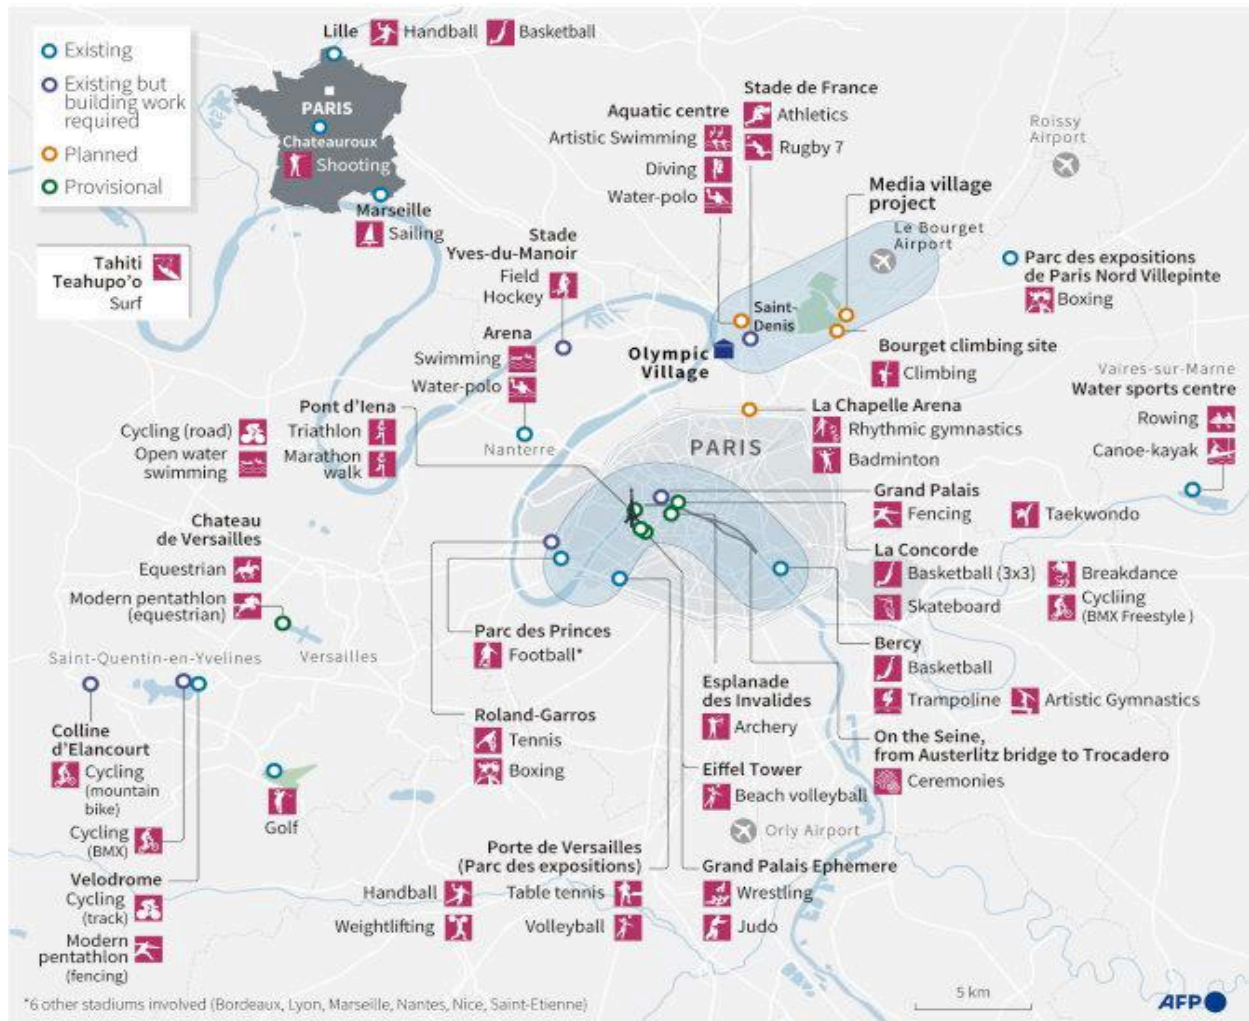 Existing
Existing but
building work
required
Planned
Provisional
Lille
Handball
Basketball
PARIS
Chateauroux
Shooting
Marseille
Sailing
Tahiti
Teahupo'o
Surf
Stade de France
Athletics
Rugby 7
Aquatic centre
Artistic Swimming
Diving
Water-polo
Roissy
Airport
Media village
project
Le Bourget
Airport
Stade
Yves-du-Manoir
Field
Hockey
Parc des expositions
de Paris Nord Villepinte
Boxing
Saint-
Denis
Arena
Swimming
Water-polo
Olympic
Village
Bourget climbing site
Climbing
Vaires-sur-Marne
Water sports centre
Rowing
Canoe-kayak
Pont d'Iena
Triathlon
Marathon
walk
Cycling (road)
Open water
swimming
Nanterre
La Chapelle Arena
Rhythmic gymnastics
Badminton
PARIS
Grand Palais
Fencing
Taekwondo
Chateau
de Versailles
Equestrian
Modern pentathlon
(equestrian)
La Concorde
Basketball (3x3)
Breakdance
Skateboard
Cycliing
(BMX Freestyle )
Saint-Quentin-en-Yvelines
Versailles
Parc des Princes
Football*
Bercy
Basketball
Trampoline
Artistic Gymnastics
Esplanade
des Invalides
Archery
Colline
d'Elancourt
Cycling
(mountain
bike)
Cycling
(BMX)
Roland-Garros
Tennis
Boxing
On the Seine,
from Austerlitz bridge to Trocadero
Ceremonies
Eiffel Tower
Beach volleyball
Golf
Orly Airport
Velodrome
Cycling
(track)
Modern
pentathlon
(fencing)
Porte de Versailles
(Parc des expositions)
Handball
Table tennis
Weightlifting
Volleyball
Grand Palais Ephemere
Wrestling
Judo
*6 other stadiums involved (Bordeaux, Lyon, Marseille, Nantes, Nice, Saint-Etienne)
5 km
AFP